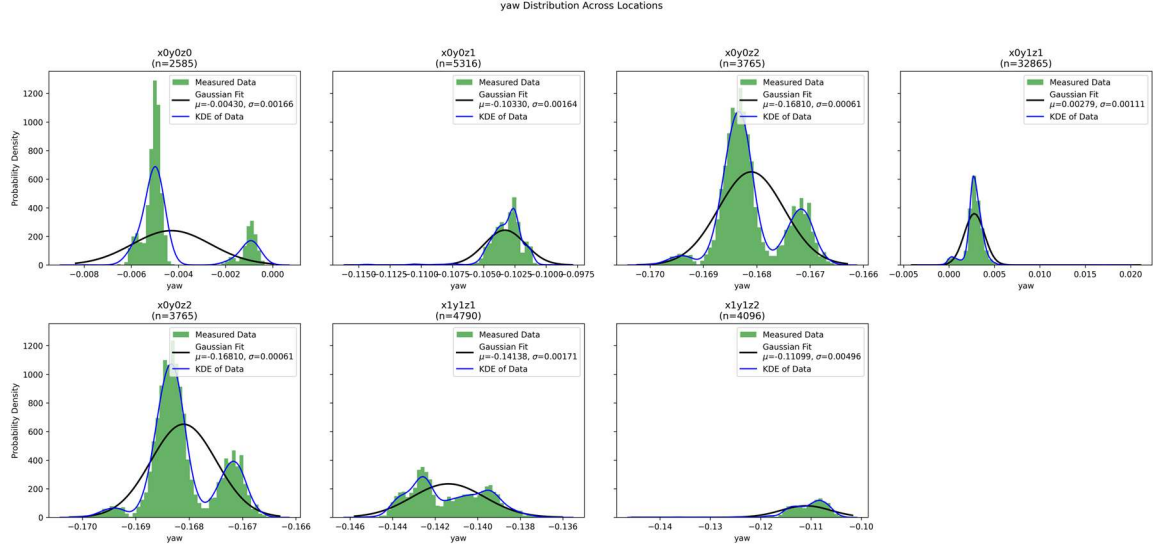 yaw Distribution Across Locations
x0y0z0
(n=2585)
x0y0z1
(n=5316)
x0y0z2
(n=3765)
x0y1z1
(n=32865)
Probability Density
1200
1000
800
600
400
200
0
Measured Data
Gaussian Fit
μ=-0.00430, σ=0.00166
KDE of Data
−0.008 −0.006 −0.004 −0.002 0.000
yaw
Measured Data
Gaussian Fit
μ=-0.10330, σ=0.00164
KDE of Data
−0.1150 −0.1125 −0.1100 −0.1075 −0.1050 −0.1025 −0.1000 −0.0975
yaw
Measured Data
Gaussian Fit
μ=-0.16810, σ=0.00061
KDE of Data
−0.170 −0.169 −0.168 −0.167 −0.166
yaw
Measured Data
Gaussian Fit
μ=0.00279, σ=0.00111
KDE of Data
−0.005 0.000 0.005 0.010 0.015 0.020
yaw
x0y0z2
(n=3765)
x1y1z1
(n=4790)
x1y1z2
(n=4096)
Probability Density
1200
1000
800
600
400
200
0
Measured Data
Gaussian Fit
μ=-0.16810, σ=0.00061
KDE of Data
−0.170 −0.169 −0.168 −0.167 −0.166
yaw
Measured Data
Gaussian Fit
μ=-0.14138, σ=0.00171
KDE of Data
−0.146 −0.144 −0.142 −0.140 −0.138 −0.136
yaw
Measured Data
Gaussian Fit
μ=-0.11099, σ=0.00496
KDE of Data
−0.14 −0.13 −0.12 −0.11 −0.10
yaw